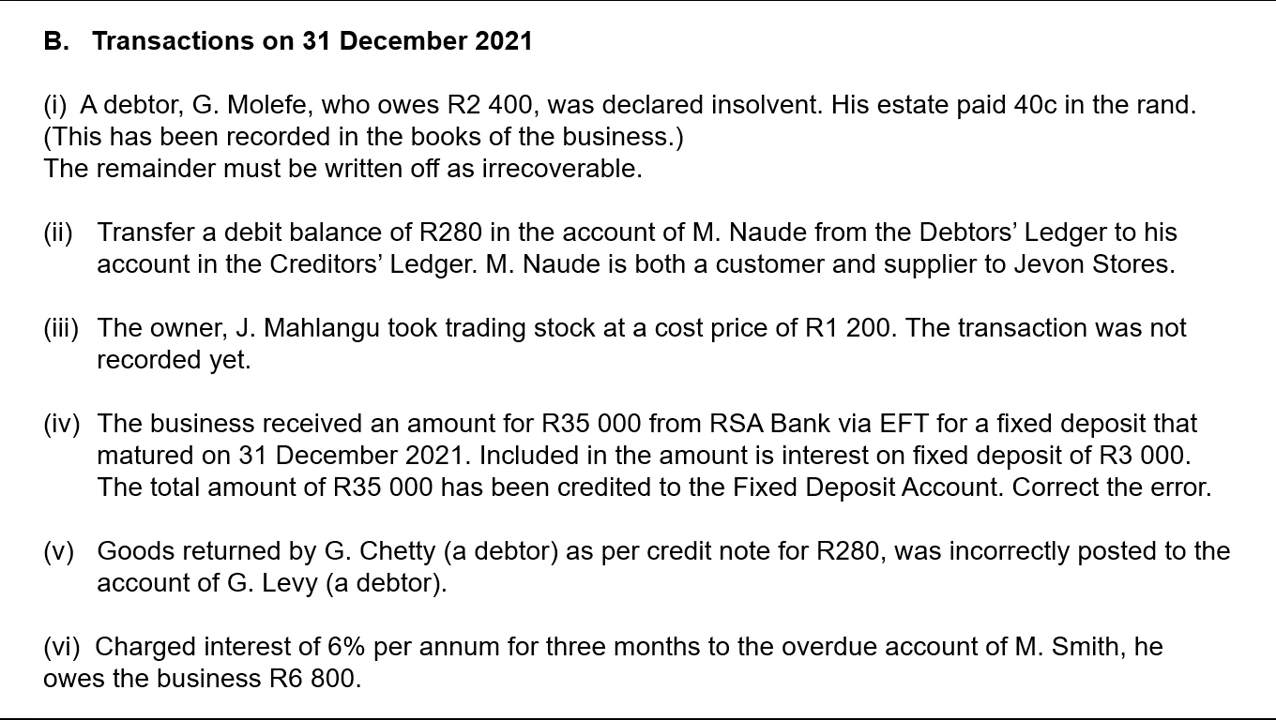 B. Transactions on 31 December 2021
(i) A debtor, G. Molefe, who owes R2 400, was declared insolvent. His estate paid 40c in the rand.
(This has been recorded in the books of the business.)
The remainder must be written off as irrecoverable.
(ii) Transfer a debit balance of R280 in the account of M. Naude from the Debtors’ Ledger to his
account in the Creditors’ Ledger. M. Naude is both a customer and supplier to Jevon Stores.
(iii) The owner, J. Mahlangu took trading stock at a cost price of R1 200. The transaction was not
recorded yet.
(iv) The business received an amount for R35 000 from RSA Bank via EFT for a fixed deposit that
matured on 31 December 2021. Included in the amount is interest on fixed deposit of R3 000.
The total amount of R35 000 has been credited to the Fixed Deposit Account. Correct the error.
(v) Goods returned by G. Chetty (a debtor) as per credit note for R280, was incorrectly posted to the
account of G. Levy (a debtor).
(vi) Charged interest of 6% per annum for three months to the overdue account of M. Smith, he
owes the business R6 800.